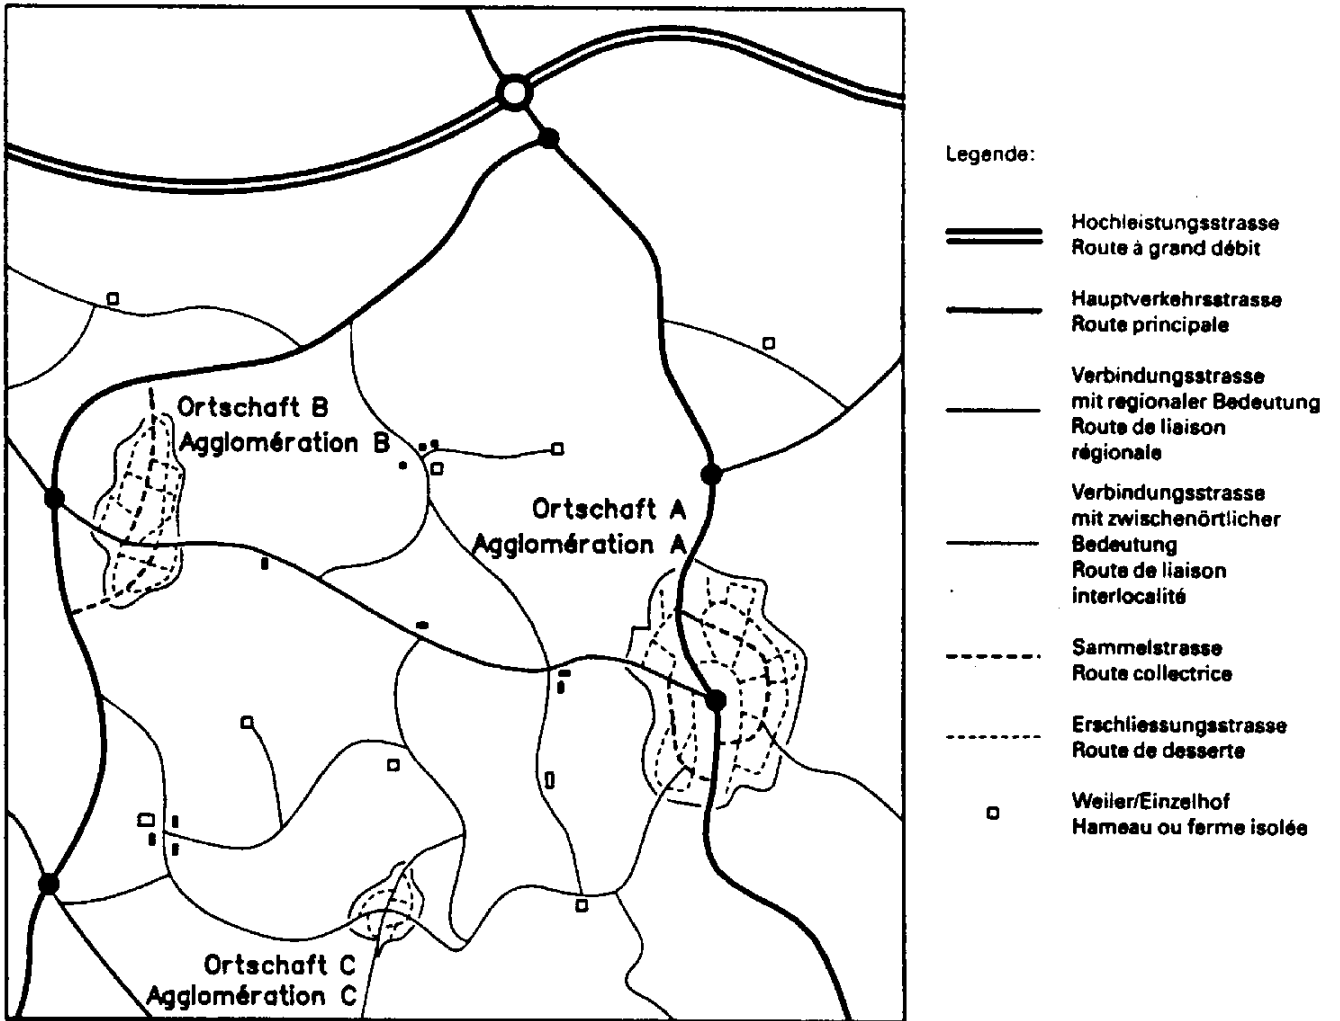 Ortschaft B
Agglomération B
Ortschaft A
Agglomération A
Ortschaft C
Agglomération C
Legende:
Hochleistungsstrasse
Route à grand débit
Hauptverkehrsstrasse
Route principale
Verbindungsstrasse
mit regionaler Bedeutung
Route de liaison
régionale
Verbindungsstrasse
mit zwischenörtlicher
Bedeutung
Route de liaison
interlocalité
Sammelstrasse
Route collectrice
Erschliessungsstrasse
Route de desserte
Weiler/Einzelhof
Hameau ou ferme isolée